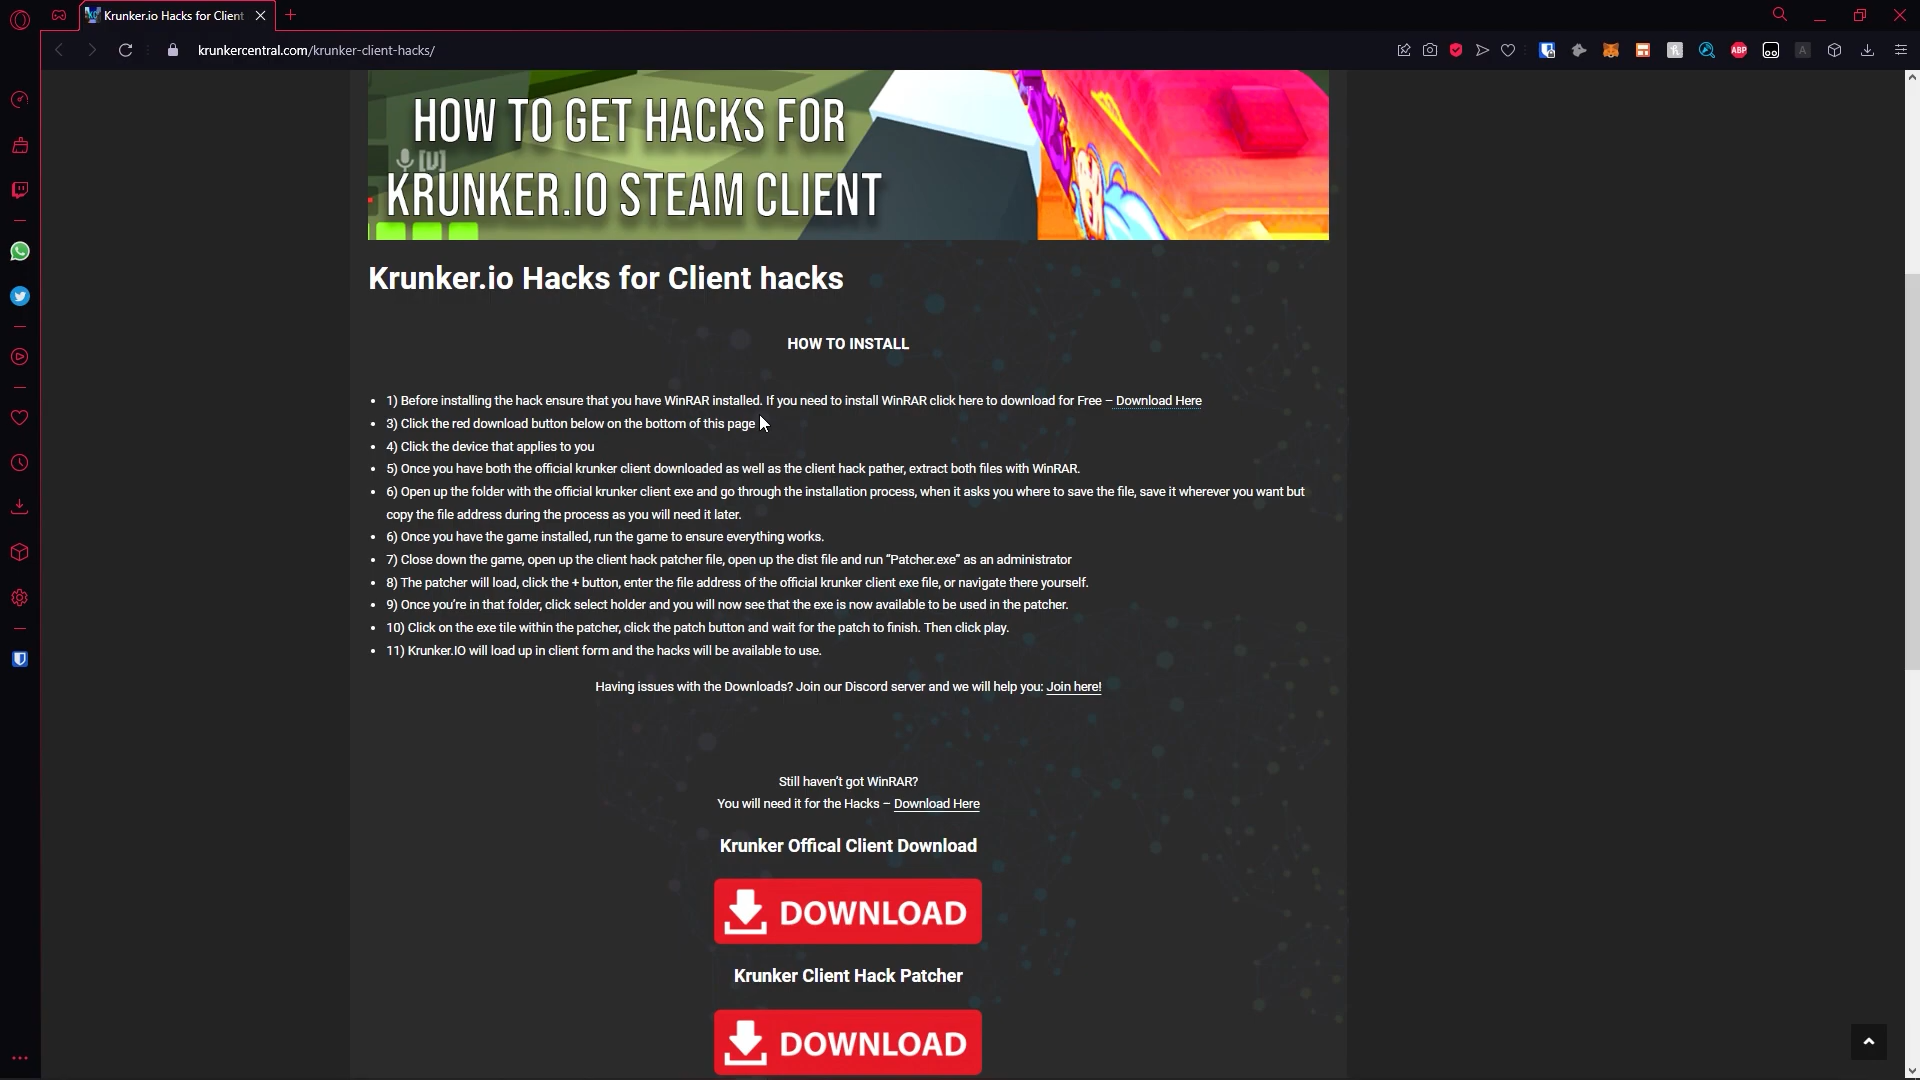 Krunker.io Hacks for Client
krunkercentral.com/krunker-client-hacks/
ABP
HOW TO GET HACKS FOR
[U]
KRUNKER.IO STEAM CLIENT
Krunker.io Hacks for Client hacks
HOW TO INSTALL
• 1) Before installing the hack ensure that you have WinRAR installed. If you need to install WinRAR click here to download for Free – Download Here
• 3) Click the red download button below on the bottom of this page
• 4) Click the device that applies to you
• 5) Once you have both the official krunker client downloaded as well as the client hack pather, extract both files with WinRAR.
• 6) Open up the folder with the official krunker client exe and go through the installation process, when it asks you where to save the file, save it wherever you want but
copy the file address during the process as you will need it later.
• 6) Once you have the game installed, run the game to ensure everything works.
• 7) Close down the game, open up the client hack patcher file, open up the dist file and run “Patcher.exe” as an administrator
• 8) The patcher will load, click the + button, enter the file address of the official krunker client exe file, or navigate there yourself.
• 9) Once you’re in that folder, click select holder and you will now see that the exe is now available to be used in the patcher.
• 10) Click on the exe tile within the patcher, click the patch button and wait for the patch to finish. Then click play.
• 11) Krunker.IO will load up in client form and the hacks will be available to use.
Having issues with the Downloads? Join our Discord server and we will help you: Join here!
Still haven’t got WinRAR?
You will need it for the Hacks – Download Here
Krunker Offical Client Download
DOWNLOAD
Krunker Client Hack Patcher
DOWNLOAD